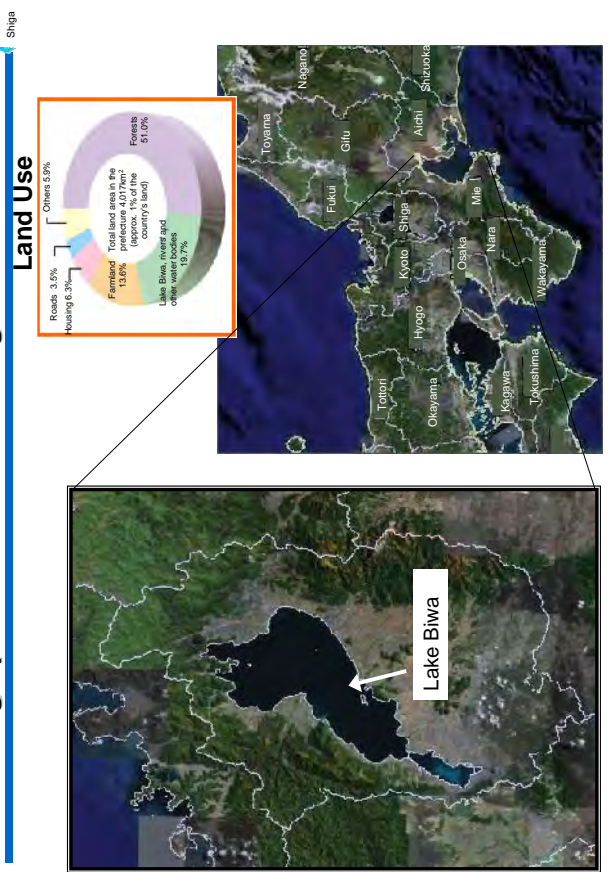 Shiga
Land Use
Roads 3.5%
Others 5.9%
Housing 6.3%
Farmland
13.6%
Lake Biwa, rivers and
other water bodies
19.7%
Forests
51.0%
Total land area in the
prefecture 4,017km²
(approx. 1% of the
country's land)
Lake Biwa
Toyama
Nagano
Fukui
Gifu
Tottori
Hyogo
Kyoto
Shiga
Aichi
Shizuoka
Okayama
Osaka
Mie
Nara
Kagawa
Tokushima
Wakayama